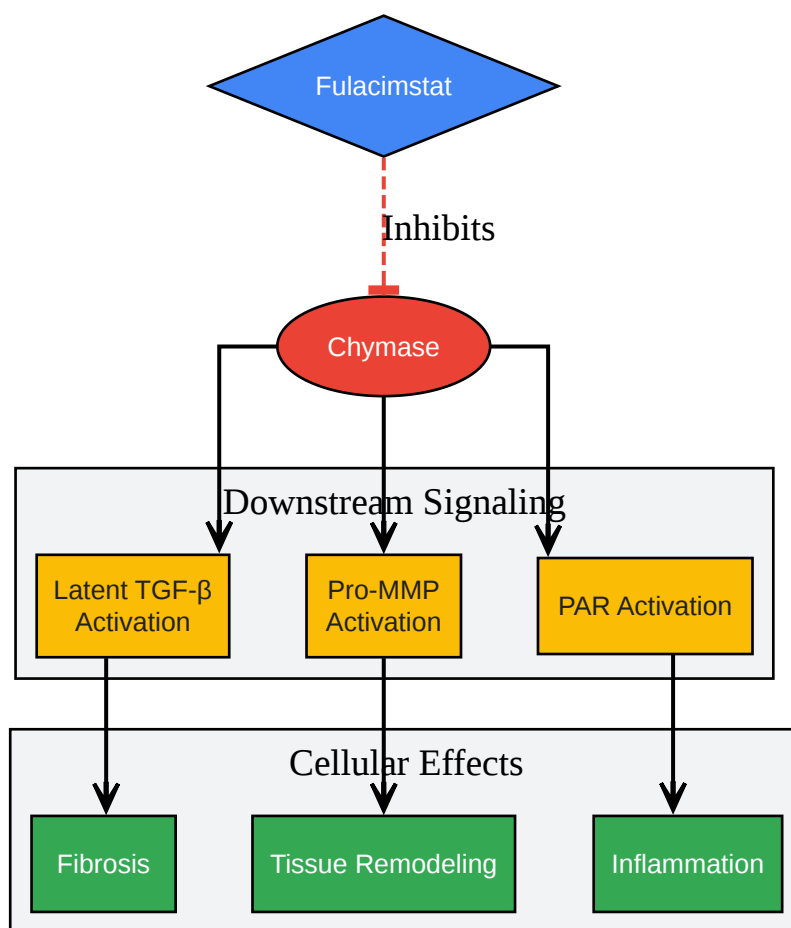 Fulacimstat
Inhibits
Chymase
Downstream Signaling
Latent TGF-β
Activation
Pro-MMP
Activation
PAR Activation
Cellular Effects
Fibrosis
Tissue Remodeling
Inflammation